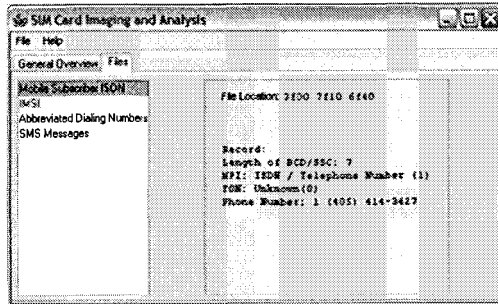 SIM Card Imaging and Analysis
File Help
General Overview Files
Mobile Subscriber ISDN
IMSI
Abbreviated Dialing Numbers
SMS Messages
File Location: 3f00 7f10 6f40
Record:
Length of BCD/SSC: 7
NPI: ISDN / Telephone Number (1)
TON: Unknown(0)
Phone Number: 1 (405) 414-3627